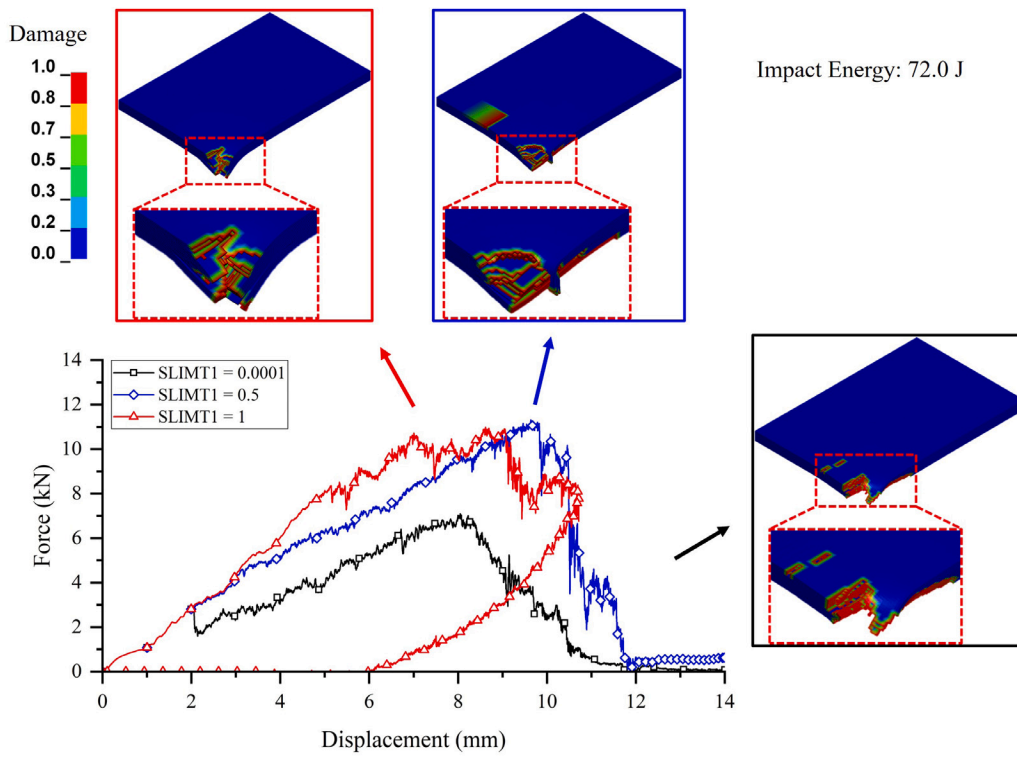 Damage
1.0
0.8
0.7
0.5
0.3
0.2
0.0
Impact Energy: 72.0 J
14
12
10
8
6
4
2
0
Force (kN)
SLIMT1 = 0.0001
SLIMT1 = 0.5
SLIMT1 = 1
0 2 4 6 8 10 12 14
Displacement (mm)